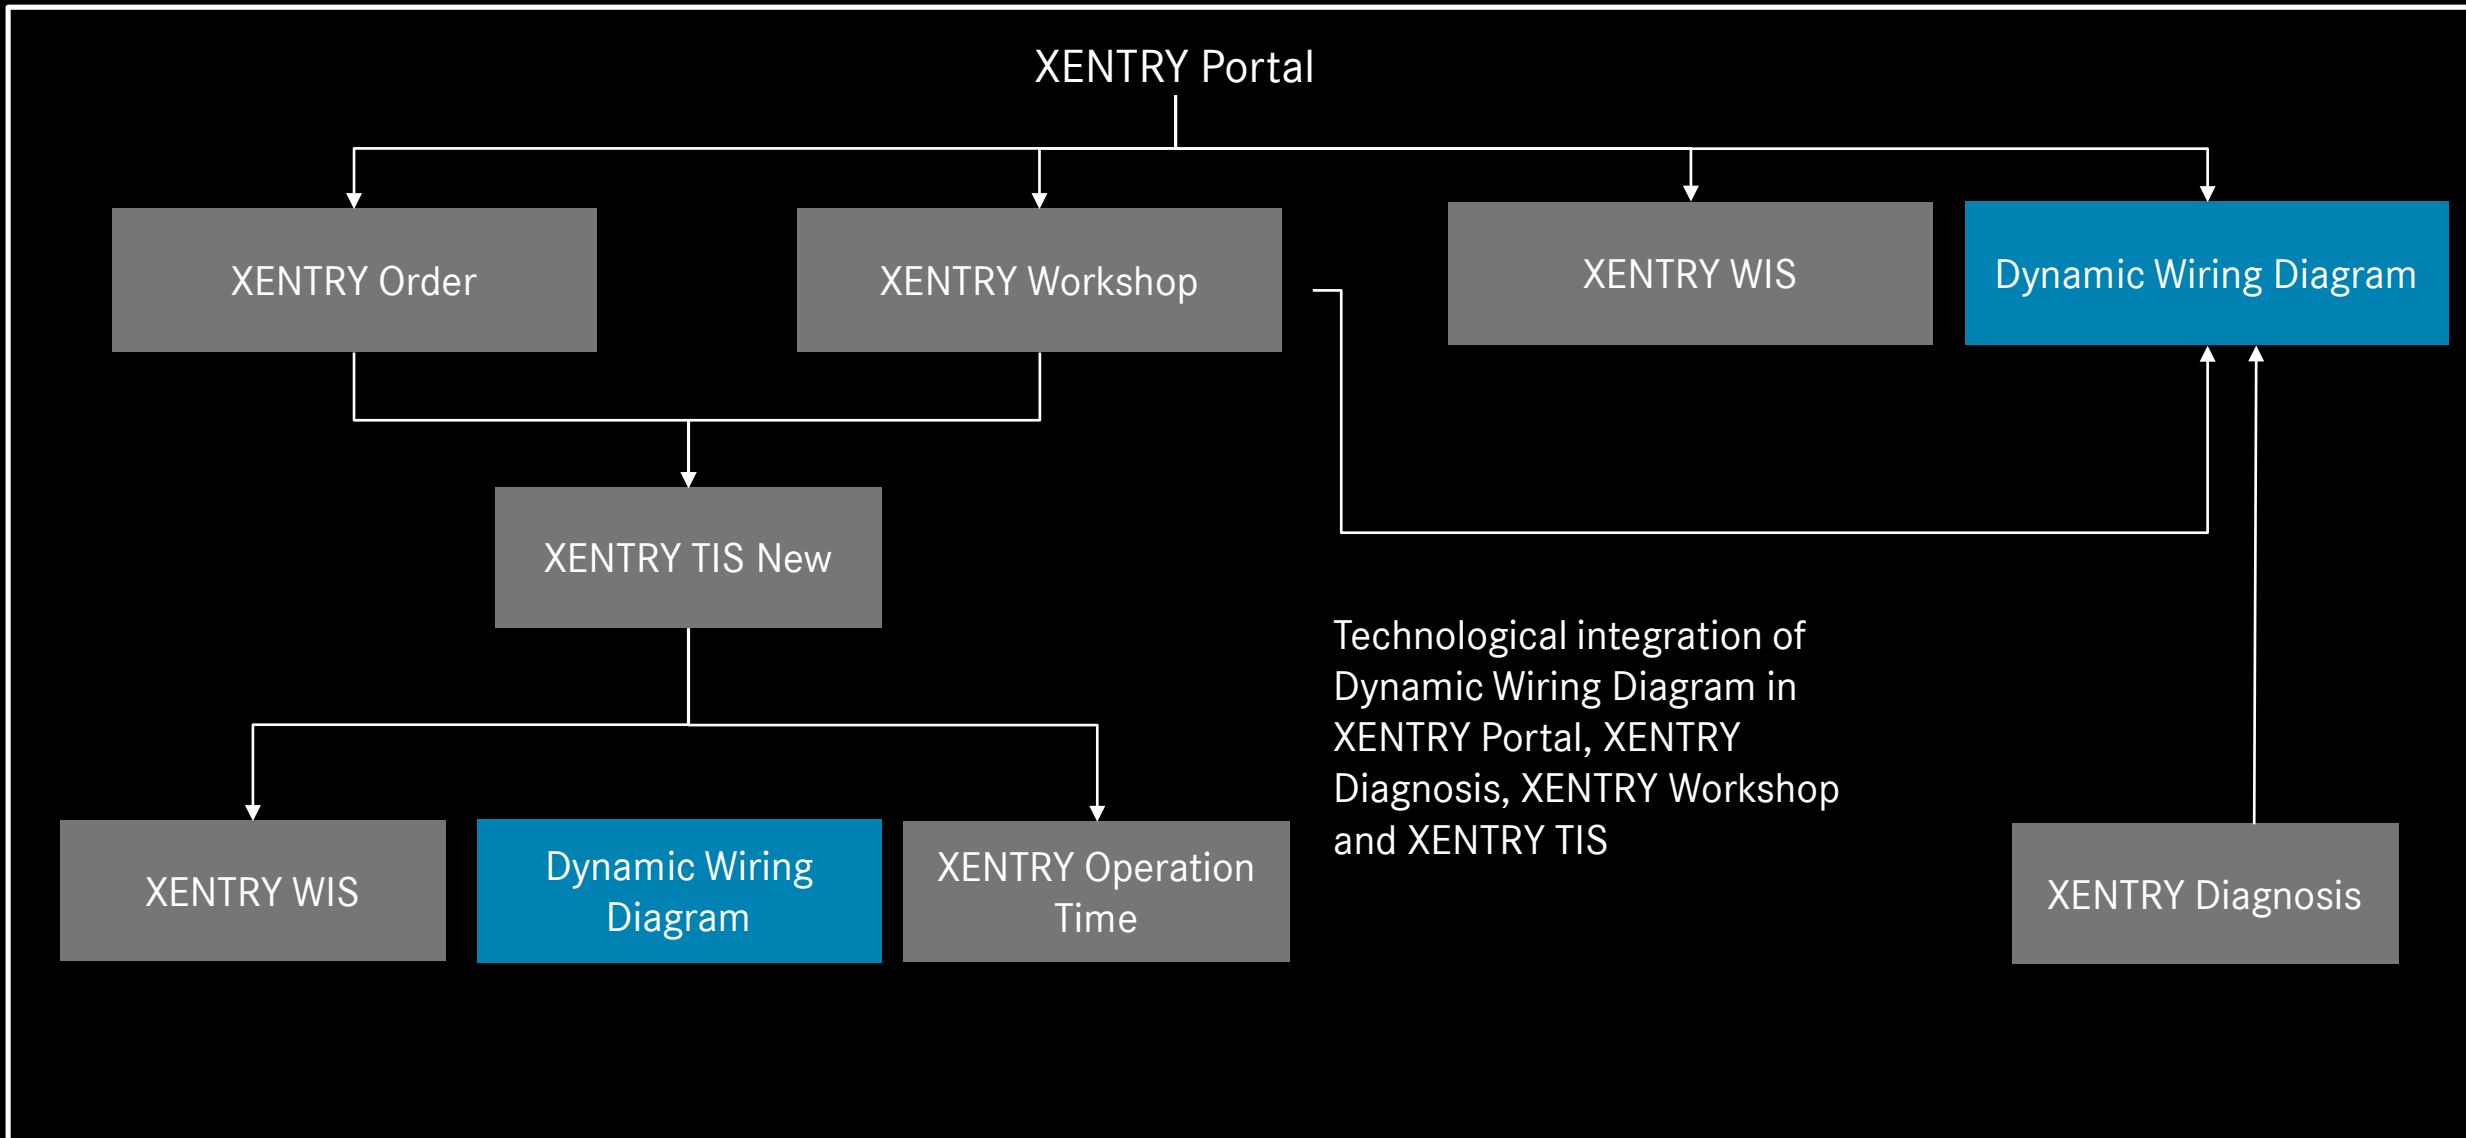 XENTRY Portal
XENTRY Order
XENTRY Workshop
XENTRY WIS
Dynamic Wiring Diagram
XENTRY TIS New
Technological integration of
Dynamic Wiring Diagram in
XENTRY Portal, XENTRY
Diagnosis, XENTRY Workshop
and XENTRY TIS
XENTRY WIS
Dynamic Wiring
Diagram
XENTRY Operation
Time
XENTRY Diagnosis